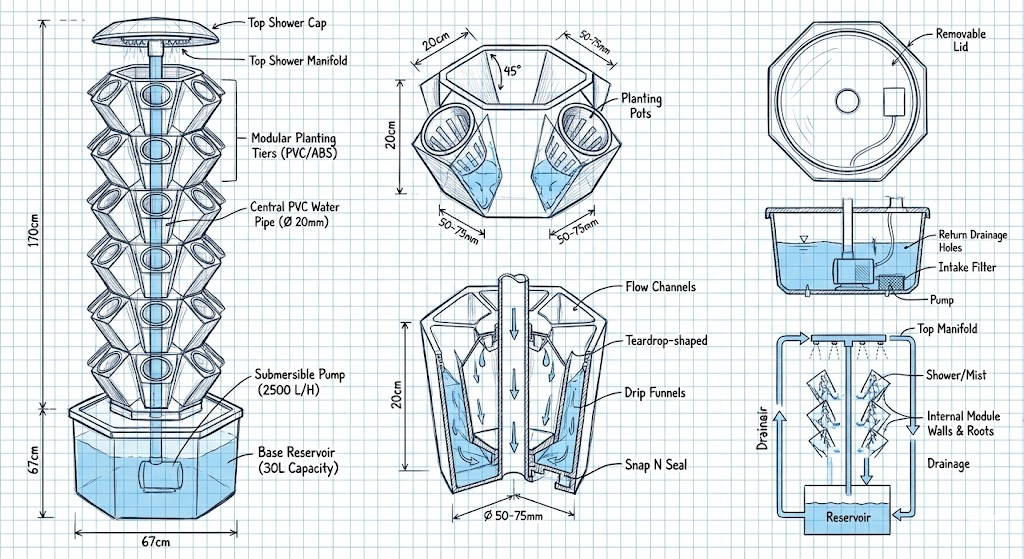 Top Shower Cap
Top Shower Manifold
Modular Planting
Tiers (PVC/ABS)
Central PVC Water
Pipe (Ø 20mm)
170cm
Submersible Pump
(2500 L/H)
Base Reservoir
(30L Capacity)
67cm
67cm
20cm
50-75mm
45°
Planting
Pots
20cm
50-75mm
50-75mm
Flow Channels
Teardrop-shaped
Drip Funnels
Snap N Seal
20cm
Ø 50-75mm
Removable
Lid
Return Drainage
Holes
Intake Filter
Pump
Top Manifold
Shower/Mist
Internal Module
Walls & Roots
Drainair
Drainage
Reservoir